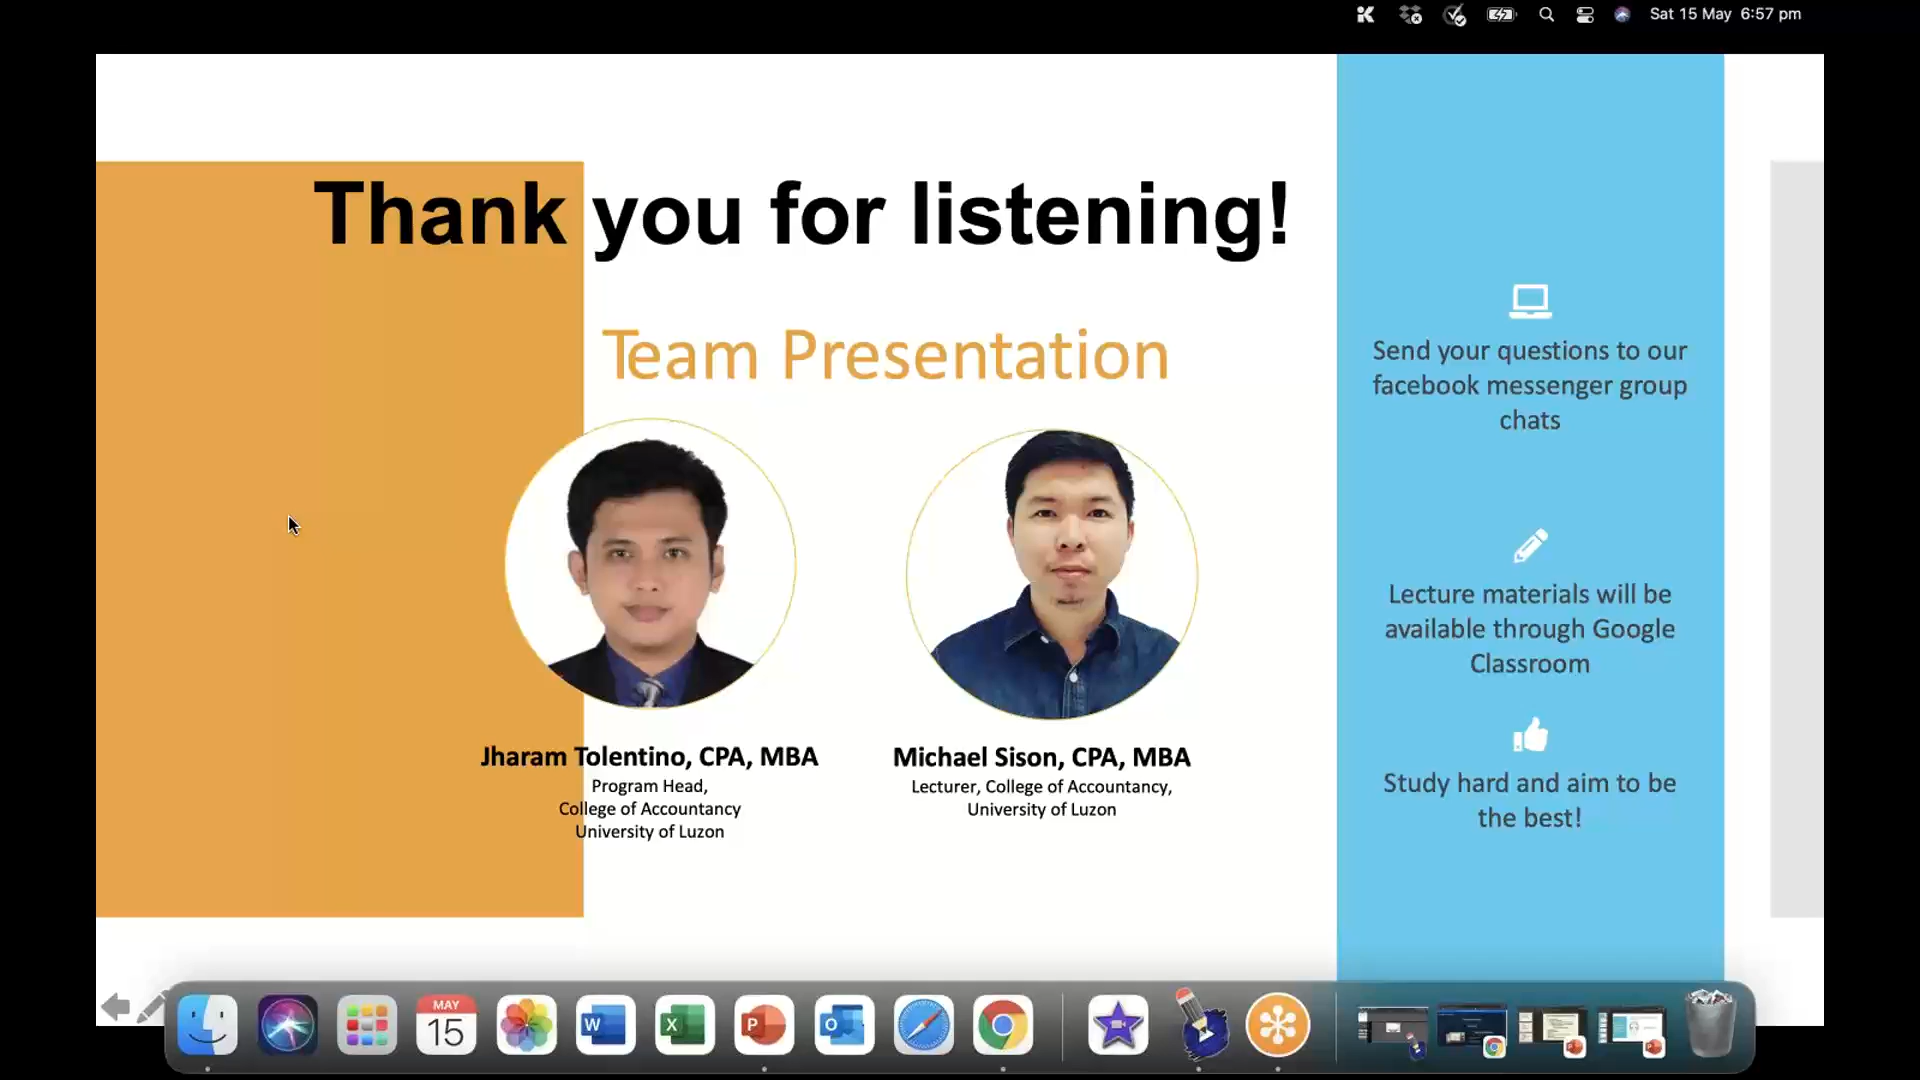 Sat 15 May 6:57 pm
Thank you for listening!
Team Presentation
Jharam Tolentino, CPA, MBA
Program Head,
College of Accountancy
University of Luzon
Michael Sison, CPA, MBA
Lecturer, College of Accountancy,
University of Luzon
Send your questions to our
facebook messenger group
chats
Lecture materials will be
available through Google
Classroom
Study hard and aim to be
the best!
MAY
15
W
X
P
O